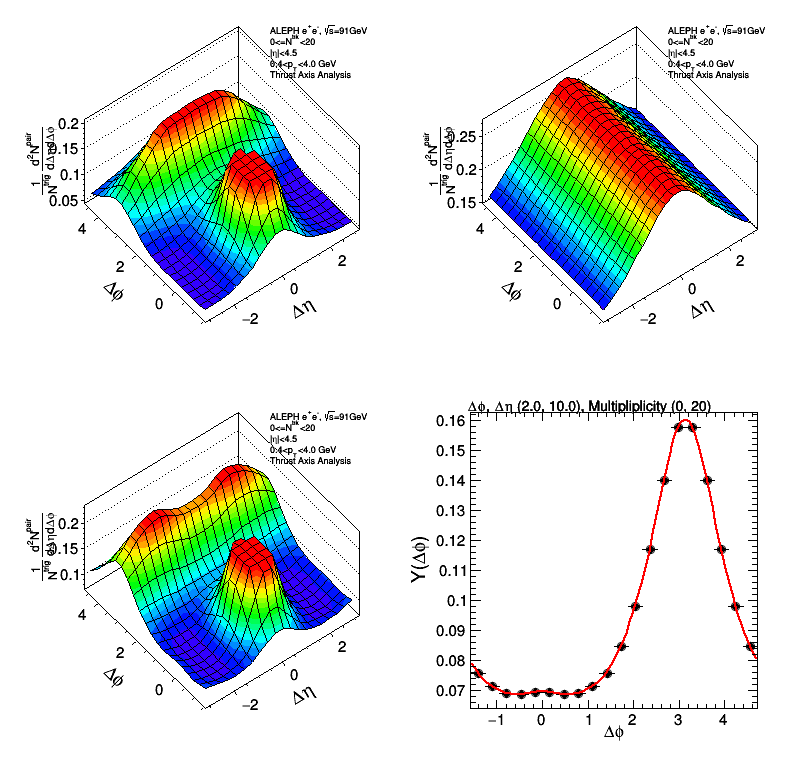 ALEPH e⁺e⁻, √s=91GeV
0<=Nᵗʳᵏ<20
|η|<4.5
0.4<p_T<4.0 GeV
Thrust Axis Analysis
1/N^trig d²N^pair/dΔηdΔϕ
0.2
0.15
0.1
0.05
4
2
0
Δϕ
−2
0
2
Δη
ALEPH e⁺e⁻, √s=91GeV
0<=Nᵗʳᵏ<20
|η|<4.5
0.4<p_T<4.0 GeV
Thrust Axis Analysis
1/N^trig d²N^pair/dΔηdΔϕ
0.25
0.2
0.15
4
2
0
Δϕ
−2
0
2
Δη
ALEPH e⁺e⁻, √s=91GeV
0<=Nᵗʳᵏ<20
|η|<4.5
0.4<p_T<4.0 GeV
Thrust Axis Analysis
1/N^trig d²N^pair/dΔηdΔϕ
0.2
0.15
0.1
4
2
0
Δϕ
−2
0
2
Δη
Δϕ, Δη (2.0, 10.0), Multipliplicity (0, 20)
Y(Δϕ)
0.16
0.15
0.14
0.13
0.12
0.11
0.1
0.09
0.08
0.07
−1 0 1 2 3 4
Δϕ